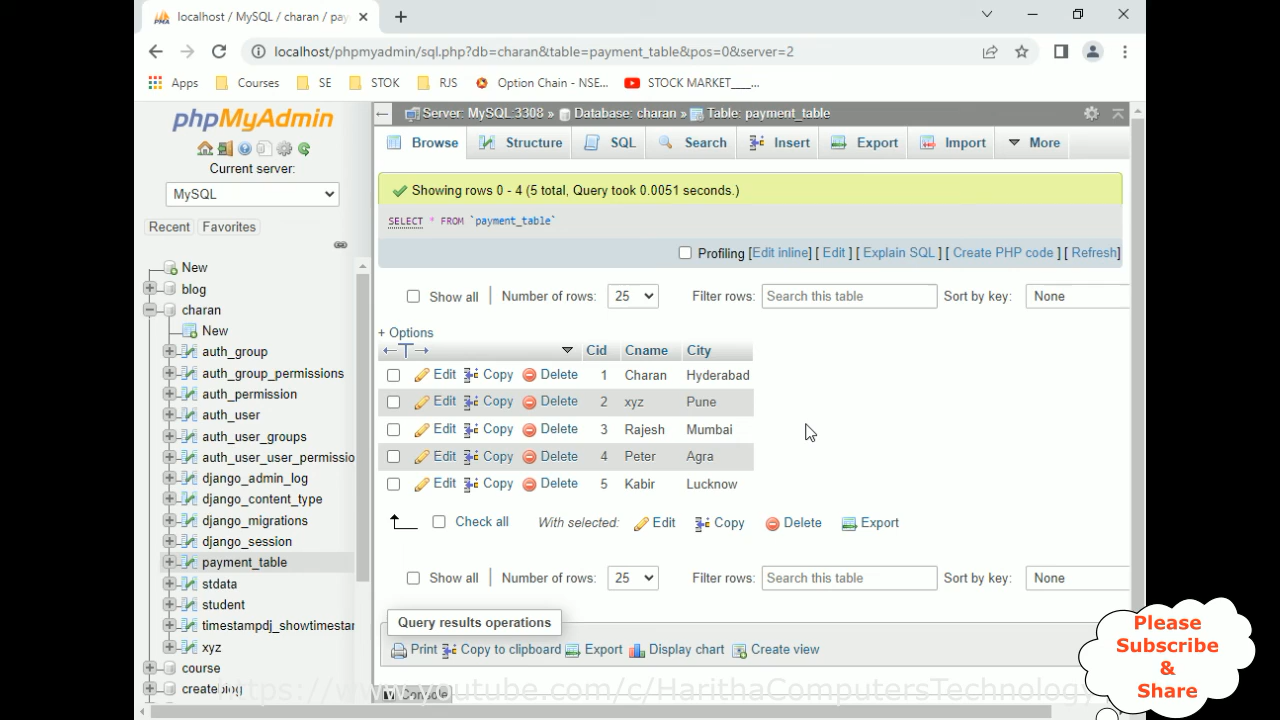 localhost / MySQL / charan / pay
localhost/phpmyadmin/sql.php?db=charan&table=payment_table&pos=0&server=2
Apps Courses SE STOK RJS Option Chain - NSE... STOCK MARKET____...
phpMyAdmin
Current server:
MySQL
Recent Favorites
New
blog
charan
New
auth_group
auth_group_permissions
auth_permission
auth_user
auth_user_groups
auth_user_user_permissio
django_admin_log
django_content_type
django_migrations
django_session
payment_table
stdata
student
timestampdj_showtimestar
xyz
course
createblog
Server: MySQL:3308 » Database: charan » Table: payment_table
Browse Structure SQL Search Insert Export Import More
Showing rows 0 - 4 (5 total, Query took 0.0051 seconds.)
SELECT * FROM `payment_table`
Profiling [Edit inline] [ Edit ] [ Explain SQL ] [ Create PHP code ] [ Refresh]
Show all Number of rows: 25 Filter rows: Search this table Sort by key: None
+ Options
Cid Cname City
Edit Copy Delete 1 Charan Hyderabad
Edit Copy Delete 2 xyz Pune
Edit Copy Delete 3 Rajesh Mumbai
Edit Copy Delete 4 Peter Agra
Edit Copy Delete 5 Kabir Lucknow
Check all With selected: Edit Copy Delete Export
Show all Number of rows: 25 Filter rows: Search this table Sort by key: None
Query results operations
Print Copy to clipboard Export Display chart Create view
Console
https://www.youtube.com/c/HarithaComputersTechnology
Please
Subscribe
&
Share